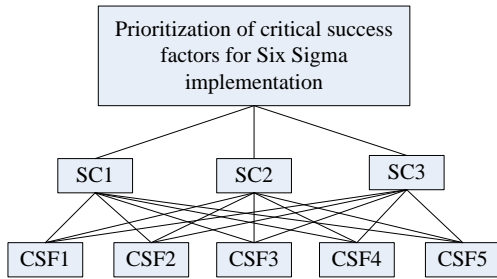 Prioritization of critical success
factors for Six Sigma
implementation
SC1 SC2 SC3
CSF1 CSF2 CSF3 CSF4 CSF5